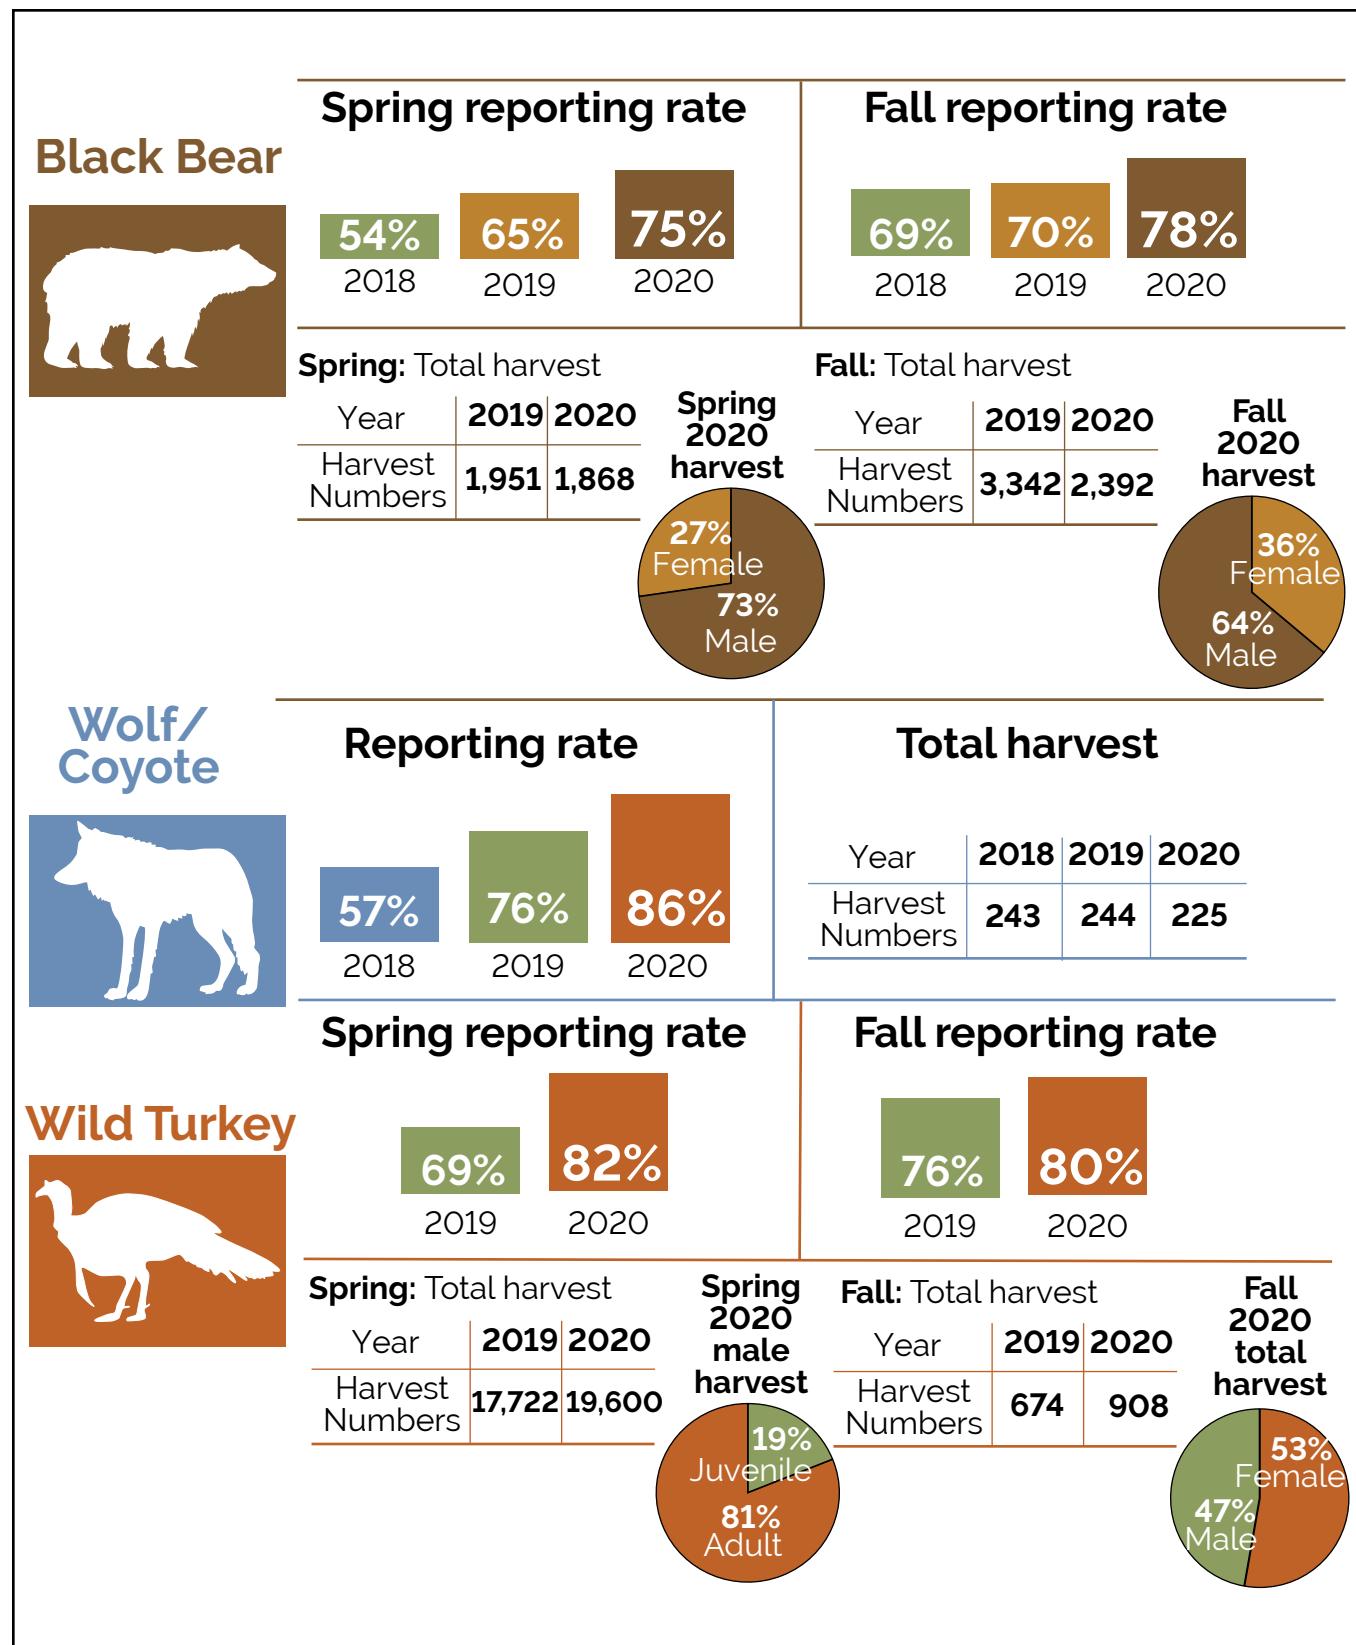 Black Bear
Spring reporting rate
54%
65%
75%
2018
2019
2020
Fall reporting rate
69%
70%
78%
2018
2019
2020
Spring: Total harvest
Year 2019 2020
Harvest
Numbers
1,951 1,868
Spring
2020
harvest
27%
Female
73%
Male
Fall: Total harvest
Year 2019 2020
Harvest
Numbers
3,342 2,392
Fall
2020
harvest
36%
Female
64%
Male
Wolf/
Coyote
Reporting rate
57%
76%
86%
2018
2019
2020
Total harvest
Year 2018 2019 2020
Harvest
Numbers
243 244 225
Wild Turkey
Spring reporting rate
69%
82%
2019
2020
Fall reporting rate
76%
80%
2019
2020
Spring: Total harvest
Year 2019 2020
Harvest
Numbers
17,722 19,600
Spring
2020
male
harvest
19%
Juvenile
81%
Adult
Fall: Total harvest
Year 2019 2020
Harvest
Numbers
674 908
Fall
2020
total
harvest
53%
Female
47%
Male